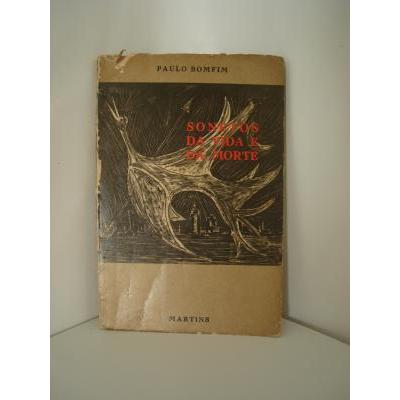 PAULO BOMFIM
SONETOS
DA VIDA E
DA MORTE
MARTINS